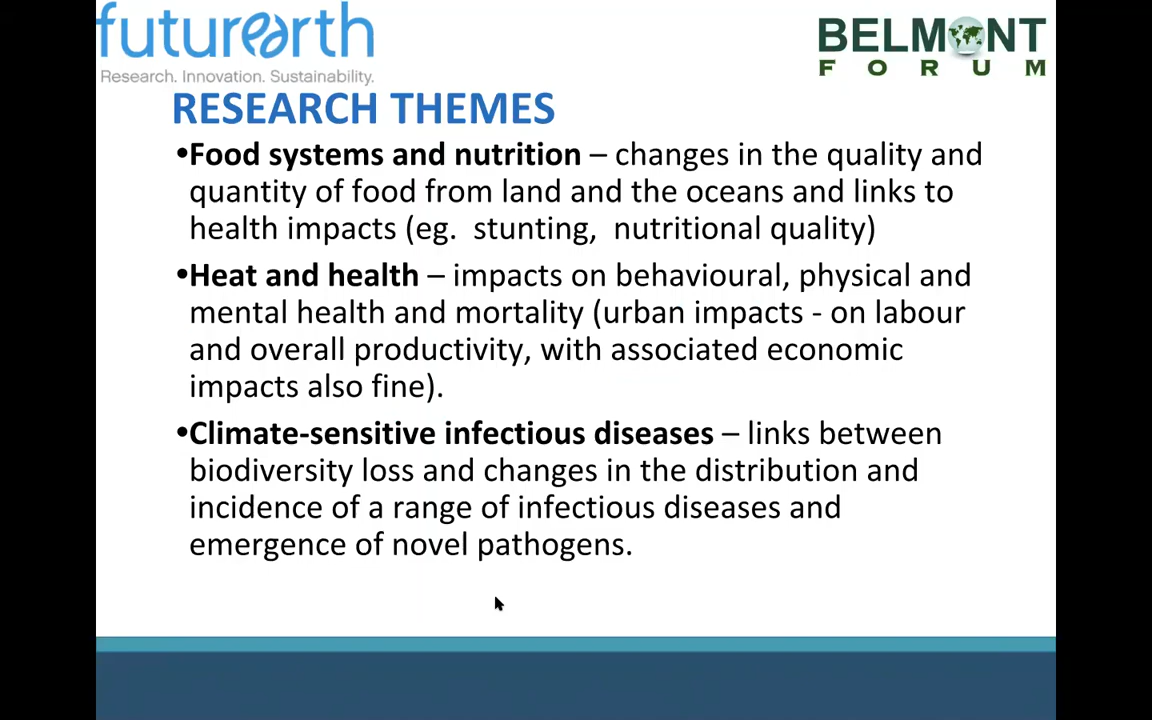 futurearth
BELMONT
FORUM
Research. Innovation. Sustainability.
RESEARCH THEMES
•Food systems and nutrition – changes in the quality and
quantity of food from land and the oceans and links to
health impacts (eg.  stunting,  nutritional quality)
•Heat and health – impacts on behavioural, physical and
mental health and mortality (urban impacts - on labour
and overall productivity, with associated economic
impacts also fine).
•Climate-sensitive infectious diseases – links between
biodiversity loss and changes in the distribution and
incidence of a range of infectious diseases and
emergence of novel pathogens.